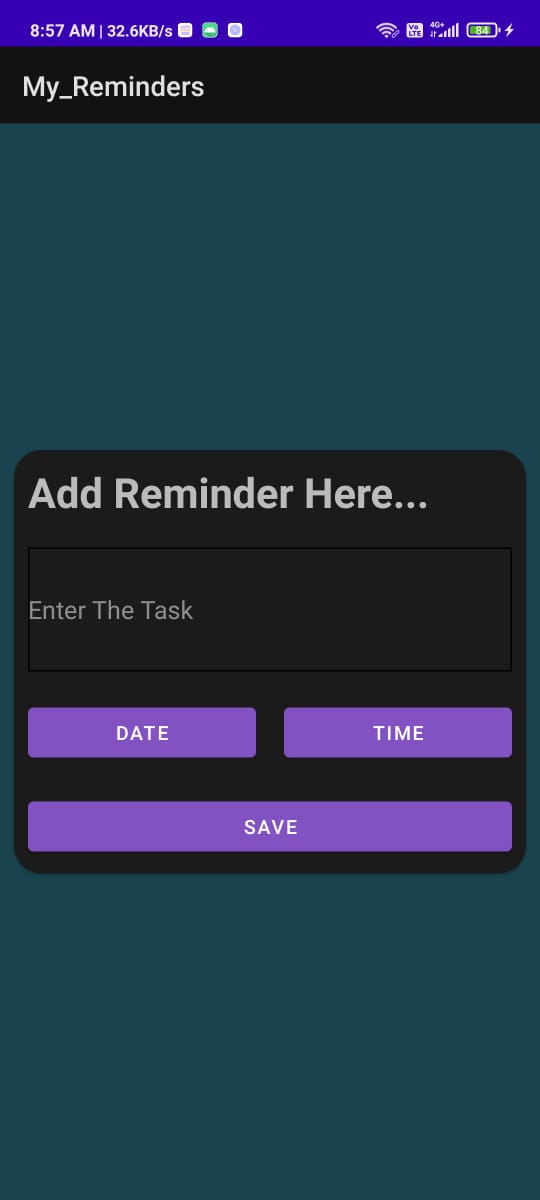 8:57 AM | 32.6KB/s Vo LTE 4G+ 84
My_Reminders
Add Reminder Here...
Enter The Task
DATE TIME
SAVE